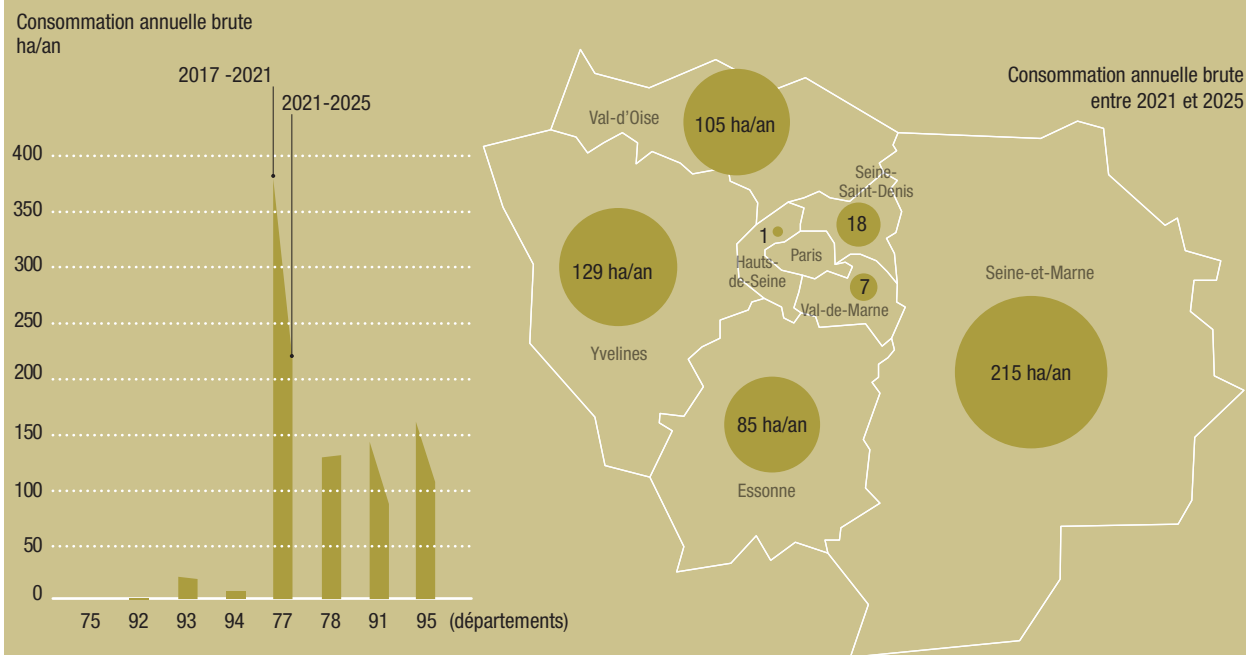 Consommation annuelle brute
ha/an
2017 -2021
2021-2025
400
350
300
250
200
150
100
50
0
75 92 93 94 77 78 91 95 (départements)
Consommation annuelle brute
entre 2021 et 2025
Val-d'Oise
105 ha/an
Seine-
Saint-Denis
18
1
Hauts-
de-Seine
Paris
7
Val-de-Marne
129 ha/an
Yvelines
Seine-et-Marne
215 ha/an
85 ha/an
Essonne